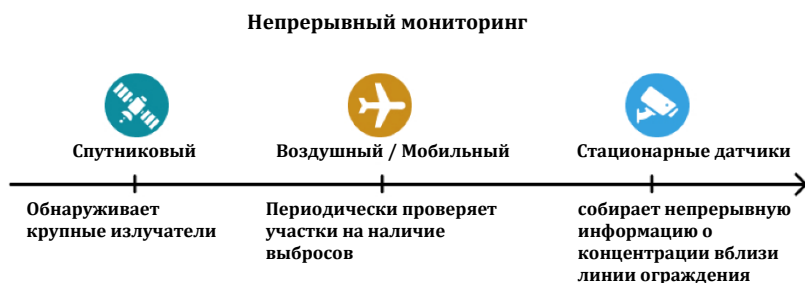 Непрерывный мониторинг
Спутниковый
Воздушный / Мобильный
Стационарные датчики
Обнаруживает
крупные излучатели
Периодически проверяет
участки на наличие
выбросов
собирает непрерывную
информацию о
концентрации вблизи
линии ограждения